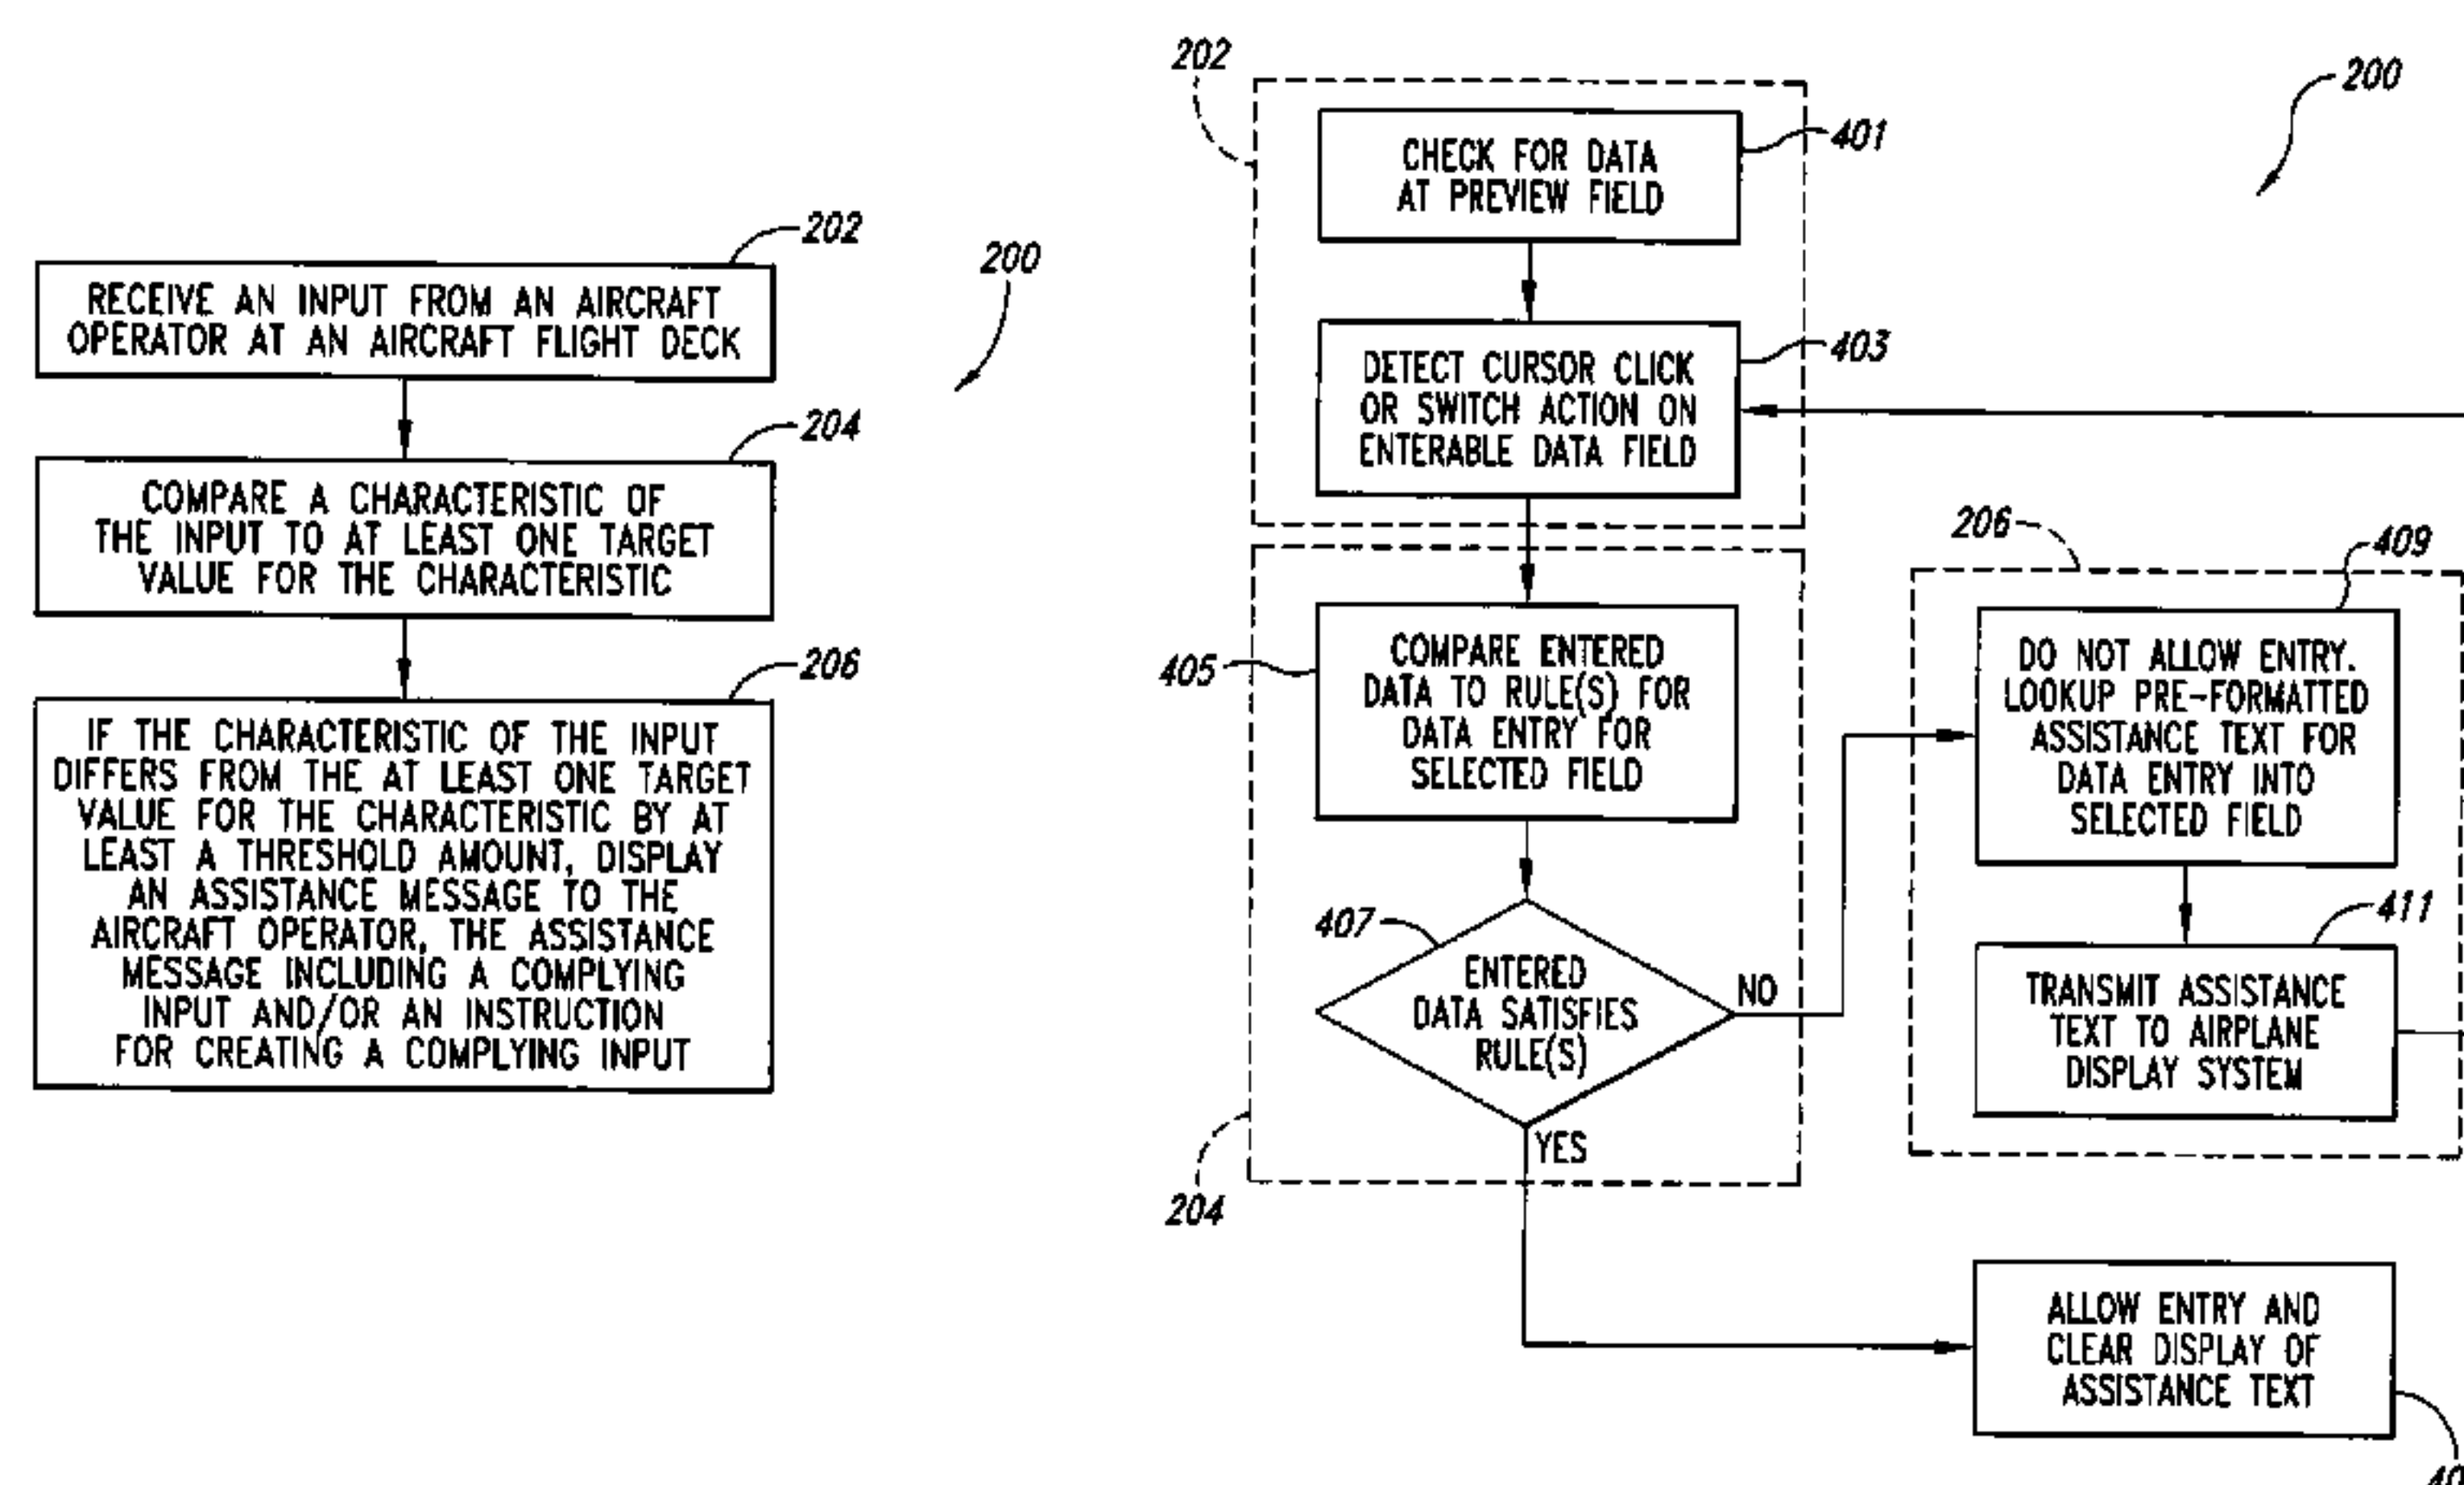 202
RECEIVE AN INPUT FROM AN AIRCRAFT
OPERATOR AT AN AIRCRAFT FLIGHT DECK
200
204
COMPARE A CHARACTERISTIC OF
THE INPUT TO AT LEAST ONE TARGET
VALUE FOR THE CHARACTERISTIC
206
IF THE CHARACTERISTIC OF THE INPUT
DIFFERS FROM THE AT LEAST ONE TARGET
VALUE FOR THE CHARACTERISTIC BY AT
LEAST A THRESHOLD AMOUNT, DISPLAY
AN ASSISTANCE MESSAGE TO THE
AIRCRAFT OPERATOR, THE ASSISTANCE
MESSAGE INCLUDING A COMPLYING
INPUT AND/OR AN INSTRUCTION
FOR CREATING A COMPLYING INPUT
202
200
401
CHECK FOR DATA
AT PREVIEW FIELD
403
DETECT CURSOR CLICK
OR SWITCH ACTION ON
ENTERABLE DATA FIELD
405
COMPARE ENTERED
DATA TO RULE(S) FOR
DATA ENTRY FOR
SELECTED FIELD
407
ENTERED
DATA SATISFIES
RULE(S)
NO
YES
204
206
409
DO NOT ALLOW ENTRY.
LOOKUP PRE-FORMATTED
ASSISTANCE TEXT FOR
DATA ENTRY INTO
SELECTED FIELD
411
TRANSMIT ASSISTANCE
TEXT TO AIRPLANE
DISPLAY SYSTEM
ALLOW ENTRY AND
CLEAR DISPLAY OF
ASSISTANCE TEXT